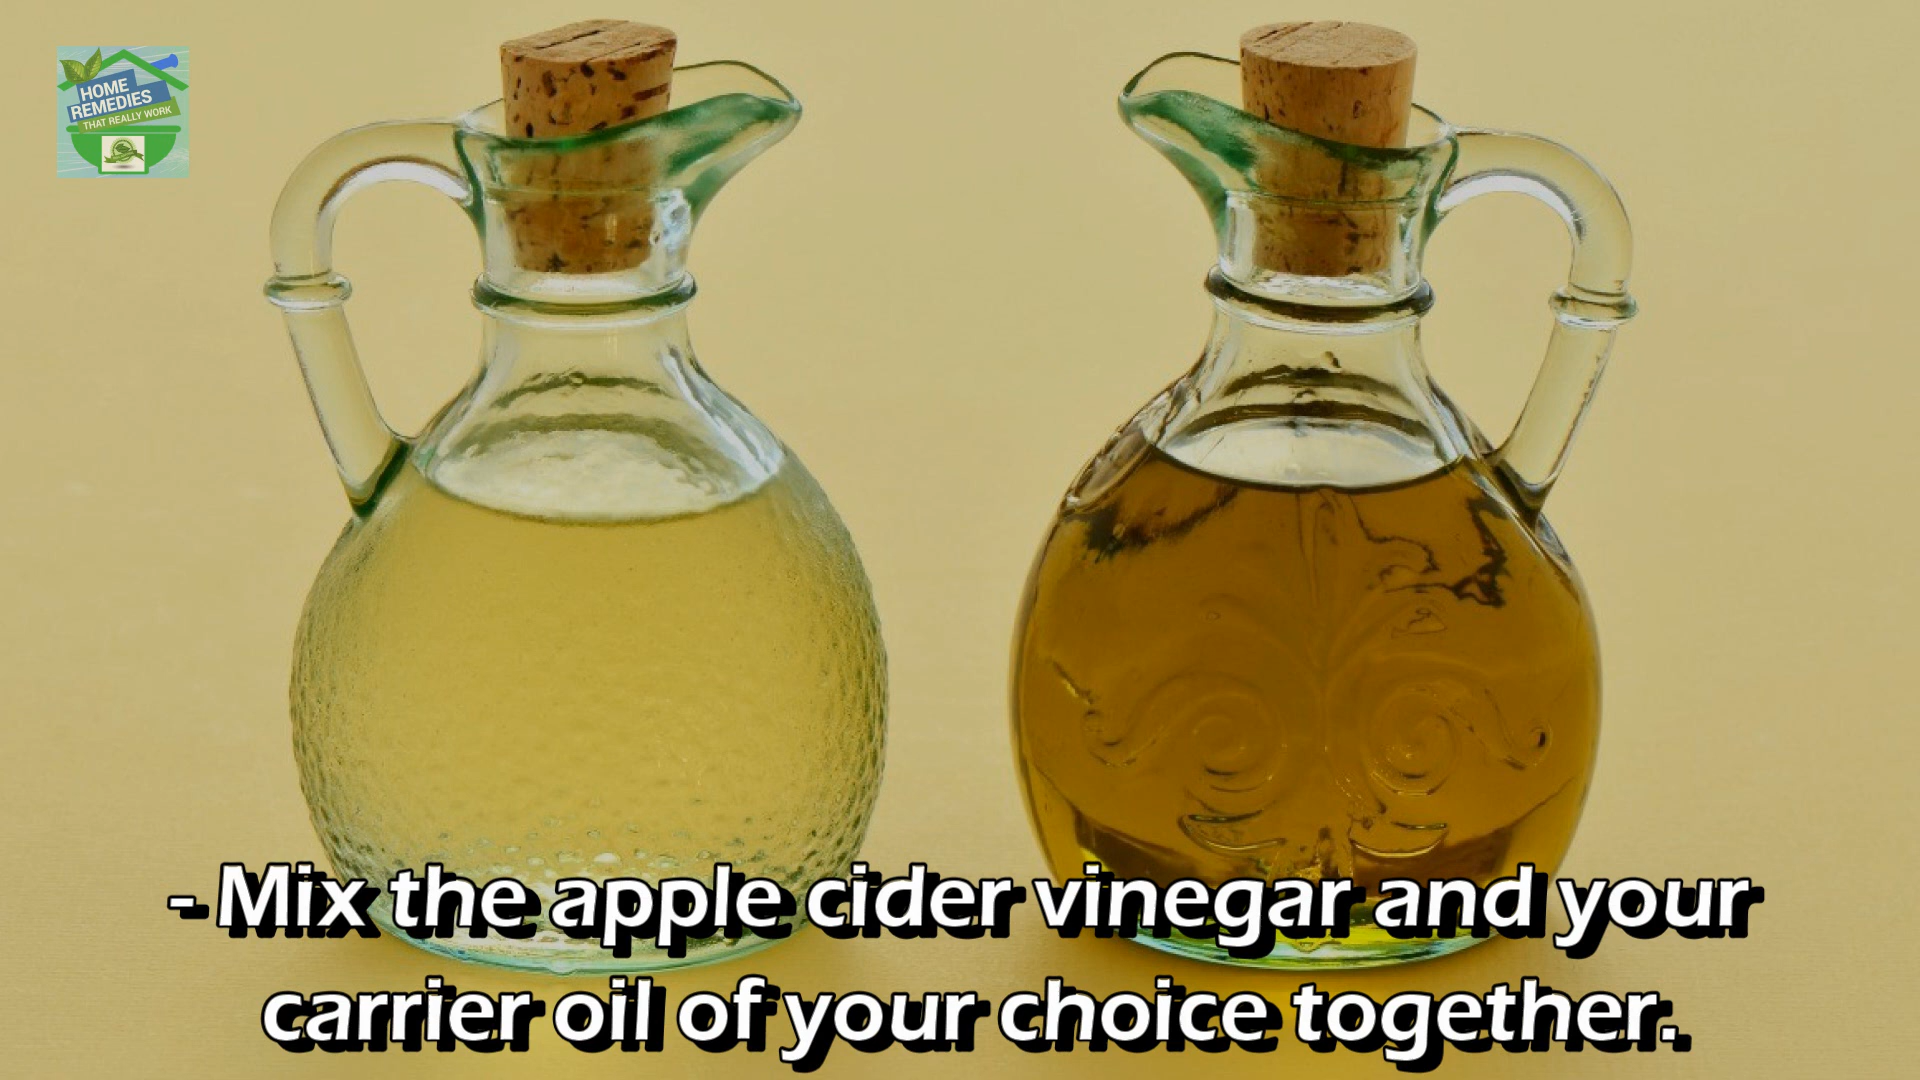 HOME
REMEDIES
THAT REALLY WORK
- Mix the apple cider vinegar and your
carrier oil of your choice together.